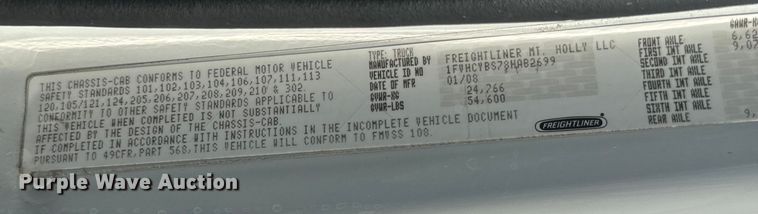 THIS CHASSIS-CAB CONFORMS TO FEDERAL MOTOR VEHICLE
SAFETY STANDARDS 101,102,103,104,106,107,111,113
120,105/121,124,205,206,207,208,209,210 & 302.
CONFORMITY TO OTHER SAFETY STANDARDS APPLICABLE TO
THIS VEHICLE WHEN COMPLETED IS NOT SUBSTANTIALLY
AFFECTED BY THE DESIGN OF THE CHASSIS-CAB.
IF COMPLETED IN ACCORDANCE WITH INSTRUCTIONS IN THE INCOMPLETE VEHICLE DOCUMENT
PURSUANT TO 49CFR, PART 568, THIS VEHICLE WILL CONFORM TO FMVSS 108.
TYPE: TRUCK
VEHICLE ID
DATE OF MFD
GVWR-KG
GVWR-LBS
FREIGHTLINER MT. HOLLY LLC
01/08
24,766
54,600
FREIGHTLINER
GAWR-KG
FRONT AXLE
FIRST INT AXLE
SECOND INT AXLE
THIRD INT AXLE
FOURTH INT AXLE
FIFTH INT AXLE
SIXTH INT AXLE
REAR AXLE
Purple Wave Auction